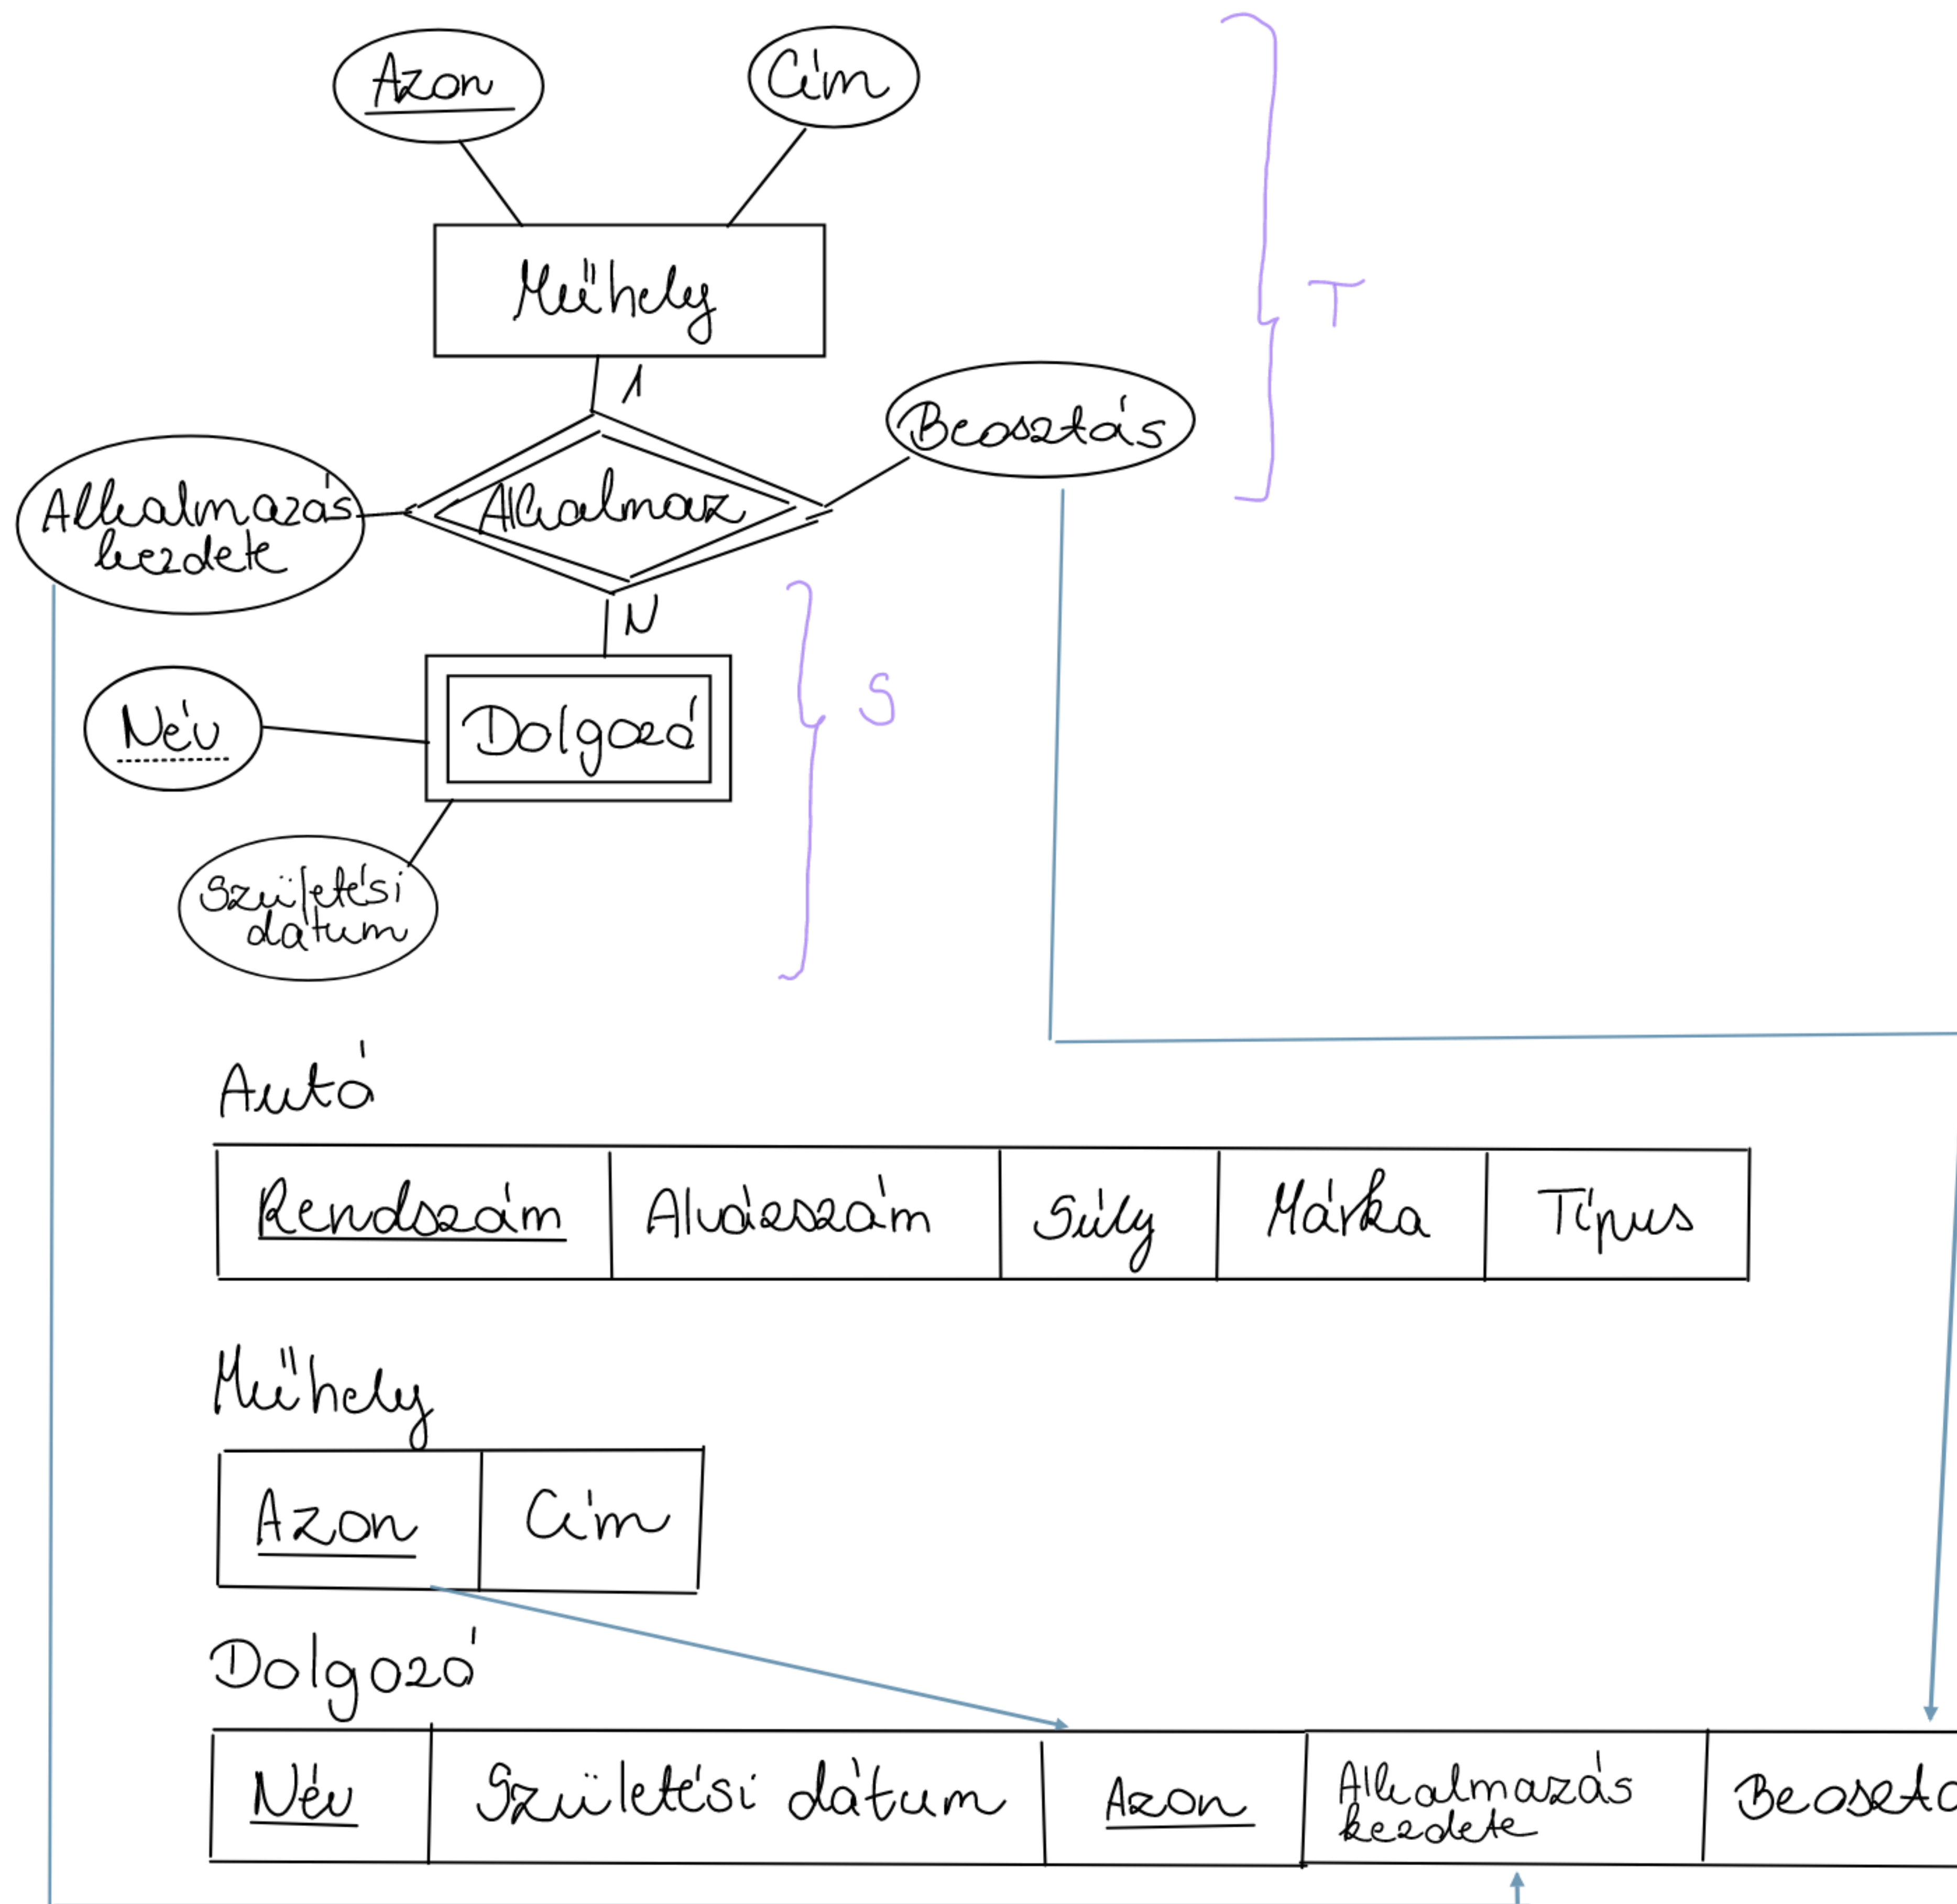 Azon
Cím
Műhely
T
1
Beosztás
Alkalmazás
kezdete
Alkalmaz
N
S
Név
Dolgozó
Születési
dátum
Autó
Rendszám Alvázszám Súly Márka Típus
Műhely
Azon Cím
Dolgozó
Név Születési dátum Azon Alkalmazás
kezdete Beoszta